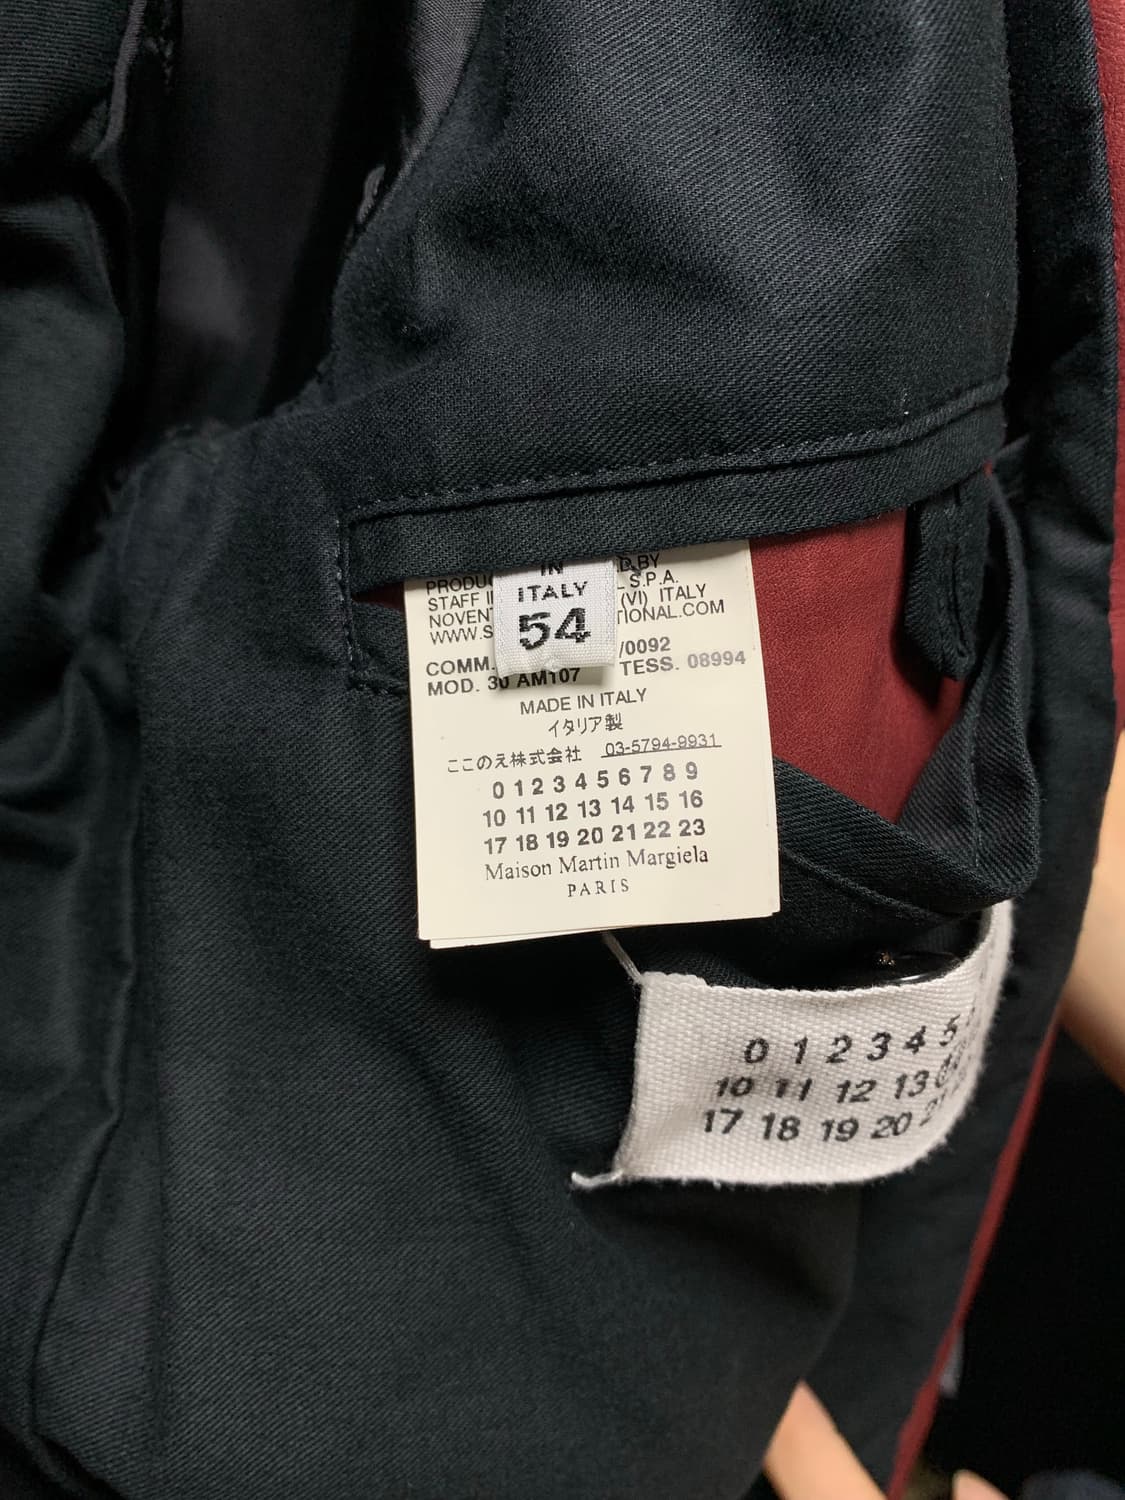 PRODU
STAFF I
NOVEN
WWW.S
D BY
S.P.A.
(VI) ITALY
TIONAL.COM
IN
ITALY
54
COMM. /0092
MOD. 30 AM107 TESS. 08994
MADE IN ITALY
イタリア製
ここのえ株式会社 03-5794-9931
0 1 2 3 4 5 6 7 8 9
10 11 12 13 14 15 16
17 18 19 20 21 22 23
Maison Martin Margiela
PARIS
0 1 2 3 4 5
10 11 12 13
17 18 19 20 21